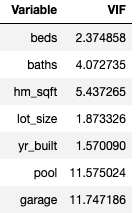 Variable VIF
beds 2.374858
baths 4.072735
hm_sqft 5.437265
lot_size 1.873326
yr_built 1.570090
pool 11.575024
garage 11.747186